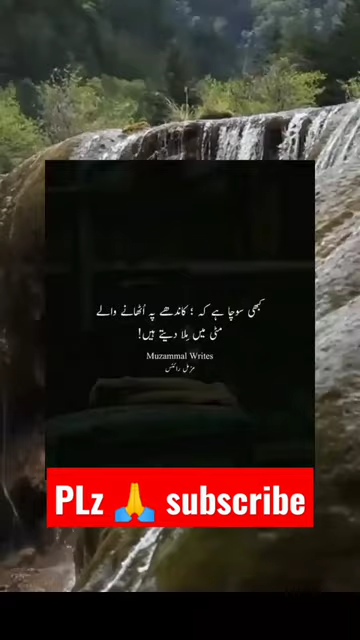 کبھی سوچا ہے کہ ؛ کاندھے پہ اُٹھانے والے
مٹی میں مِلا دیتے ہیں!
Muzammal Writes
مزمل رائٹس
PLz 🙏 subscribe